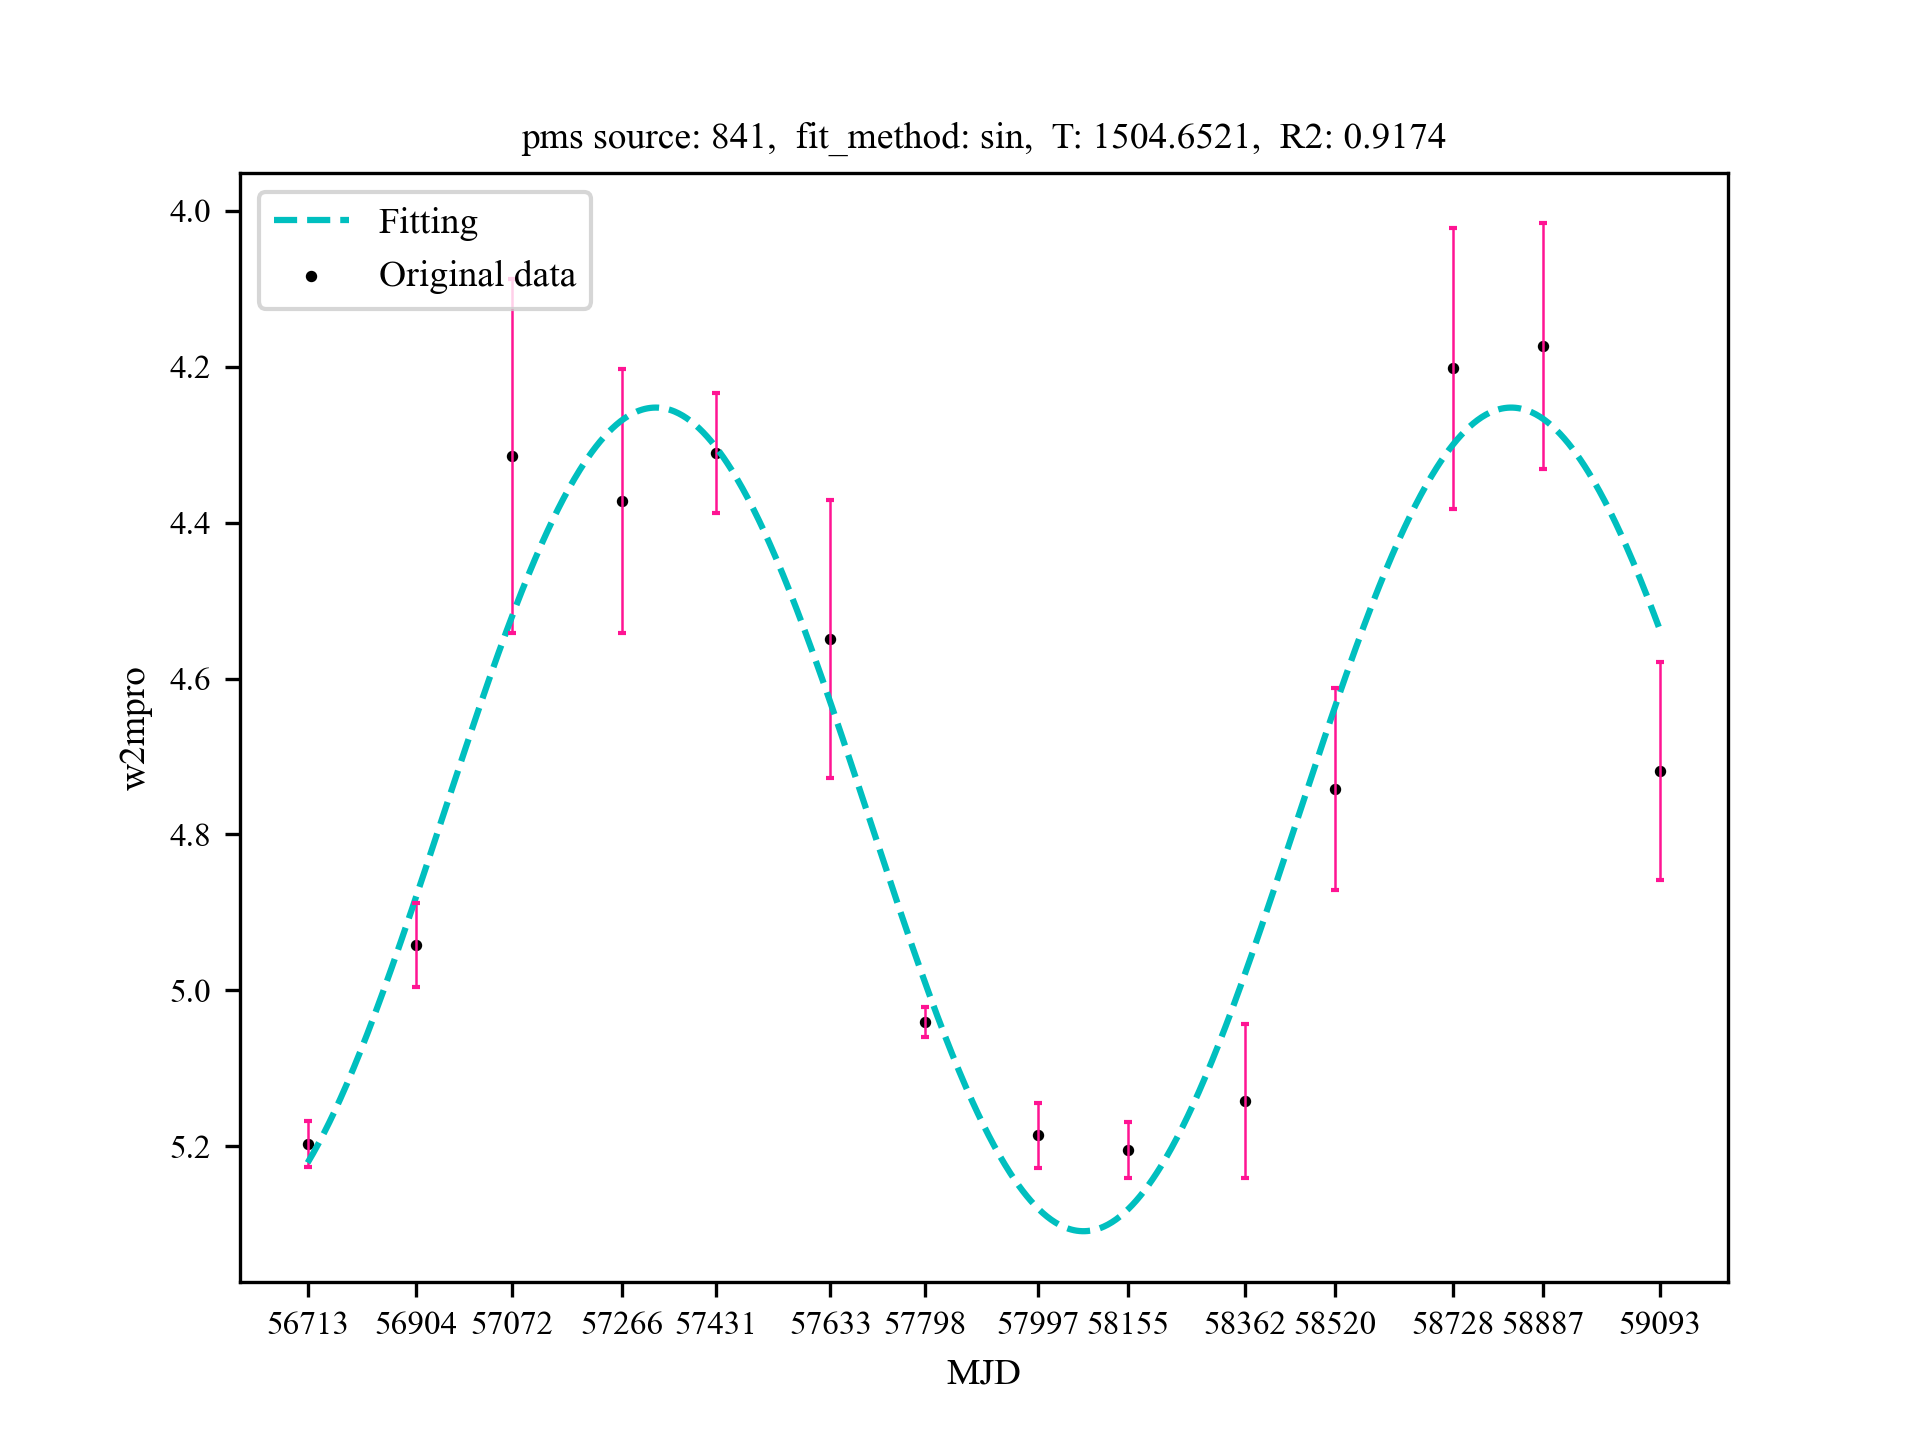 pms source: 841, fit_method: sin, T: 1504.6521, R2: 0.9174
Fitting
Original data
4.0
4.2
4.4
4.6
4.8
5.0
5.2
w2mpro
56713 56904 57072 57266 57431 57633 57798 57997 58155 58362 58520 58728 58887 59093
MJD